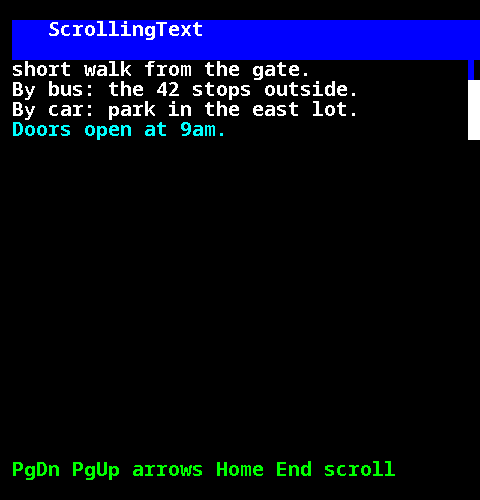 ScrollingText
short walk from the gate.
By bus: the 42 stops outside.
By car: park in the east lot.
Doors open at 9am.
PgDn PgUp arrows Home End scroll